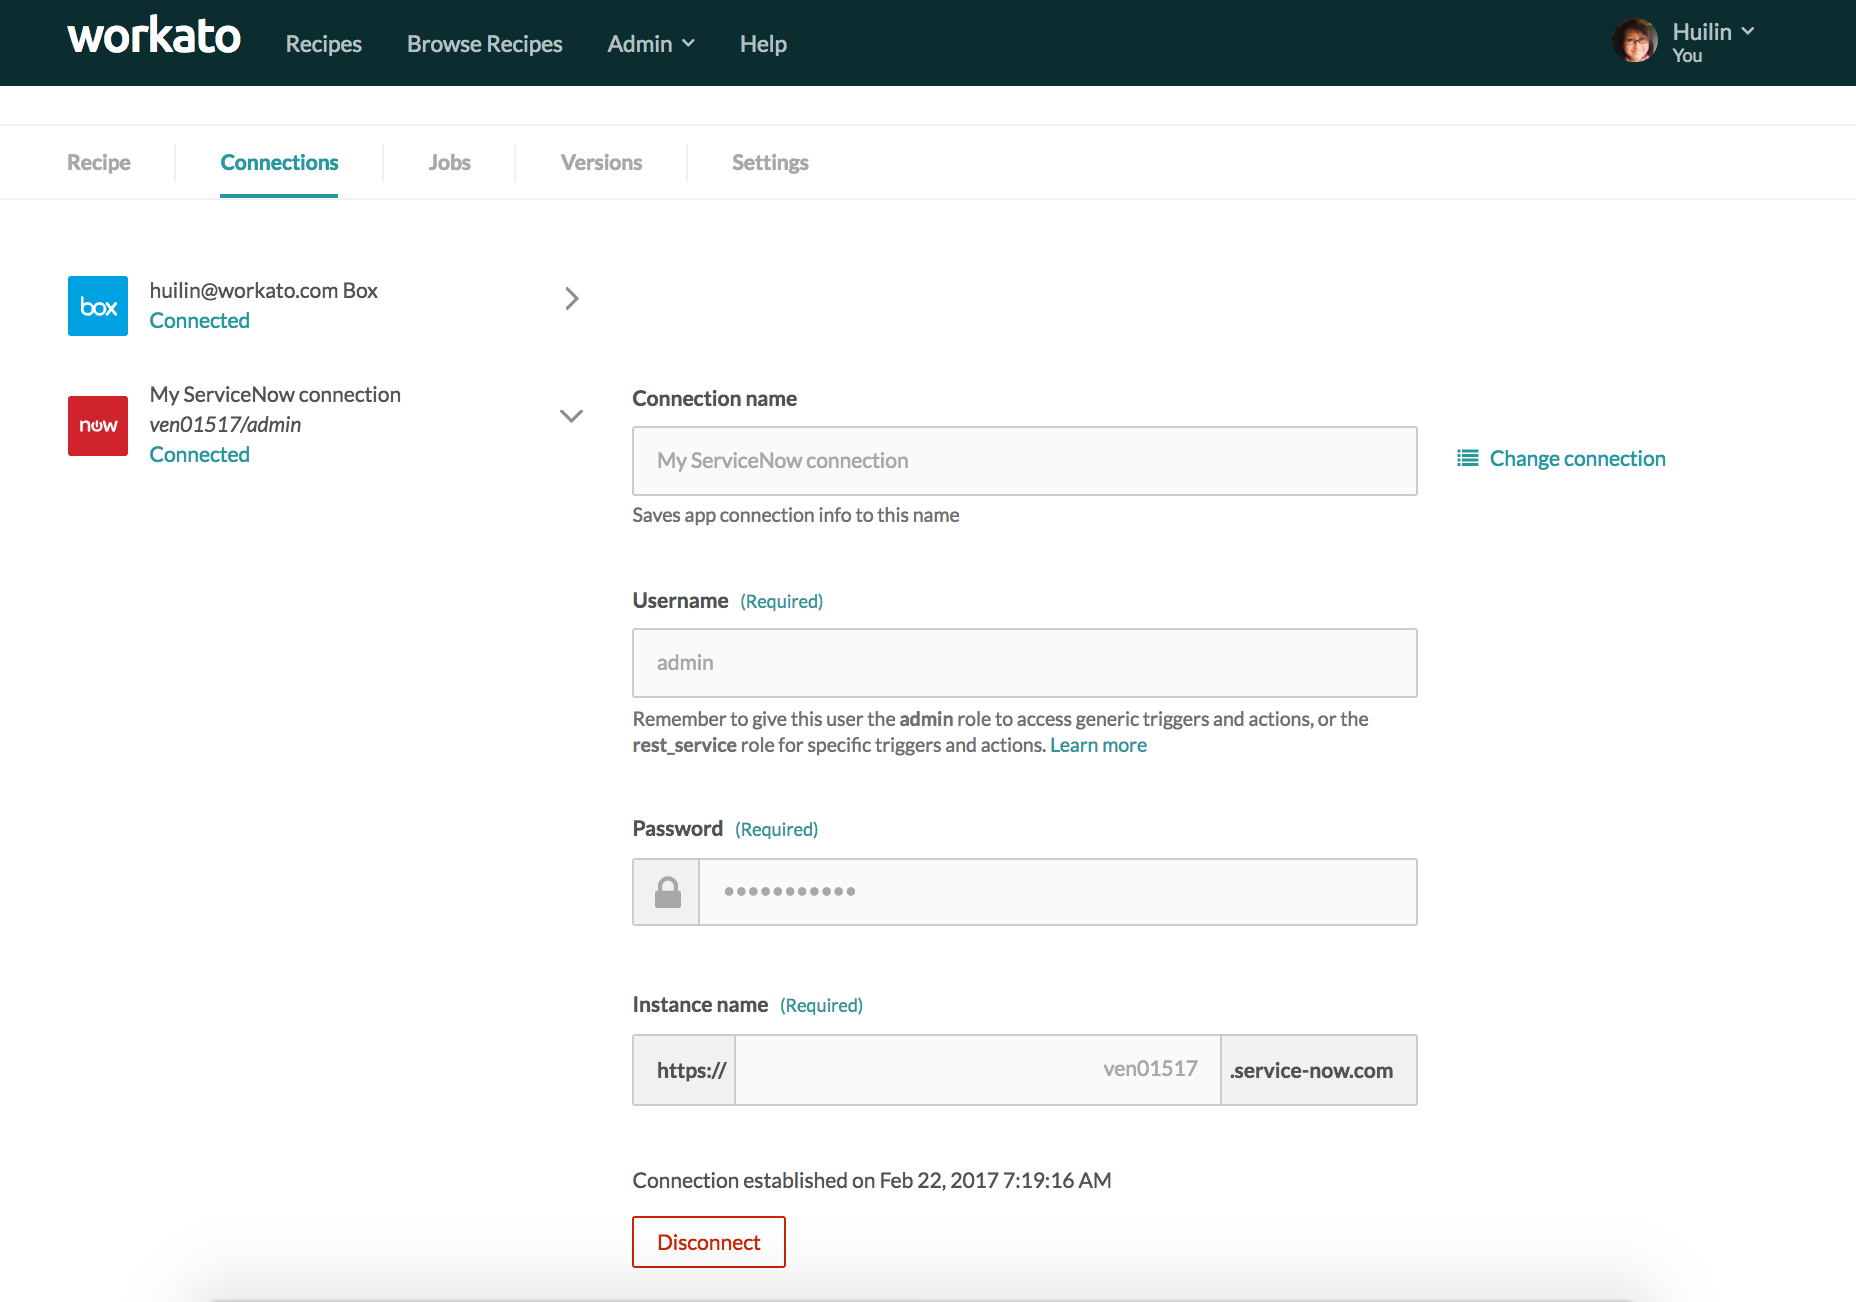 workato
Recipes
Browse Recipes
Admin
Help
Huilin
You
Recipe
Connections
Jobs
Versions
Settings
box
huilin@workato.com Box
Connected
now
My ServiceNow connection
ven01517/admin
Connected
Connection name
My ServiceNow connection
Saves app connection info to this name
Change connection
Username (Required)
admin
Remember to give this user the admin role to access generic triggers and actions, or the
rest_service role for specific triggers and actions. Learn more
Password (Required)
•••••••••••
Instance name (Required)
https:// ven01517 .service-now.com
Connection established on Feb 22, 2017 7:19:16 AM
Disconnect